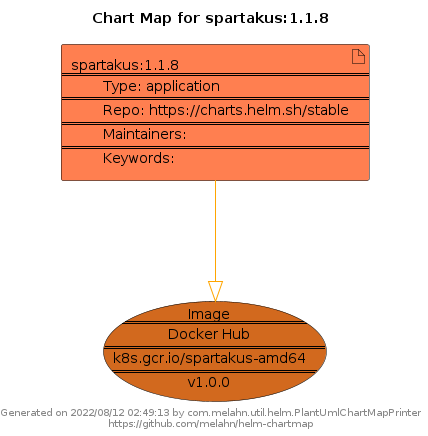 Chart Map for spartakus:1.1.8
spartakus:1.1.8
Type: application
Repo: https://charts.helm.sh/stable
Maintainers:
Keywords:
Image
Docker Hub
k8s.gcr.io/spartakus-amd64
v1.0.0
Generated on 2022/08/12 02:49:13 by com.melahn.util.helm.PlantUmlChartMapPrinter
https://github.com/melahn/helm-chartmap